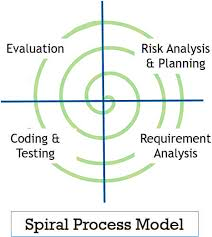 Evaluation
Risk Analysis
& Planning
Coding &
Testing
Requirement
Analysis
Spiral Process Model